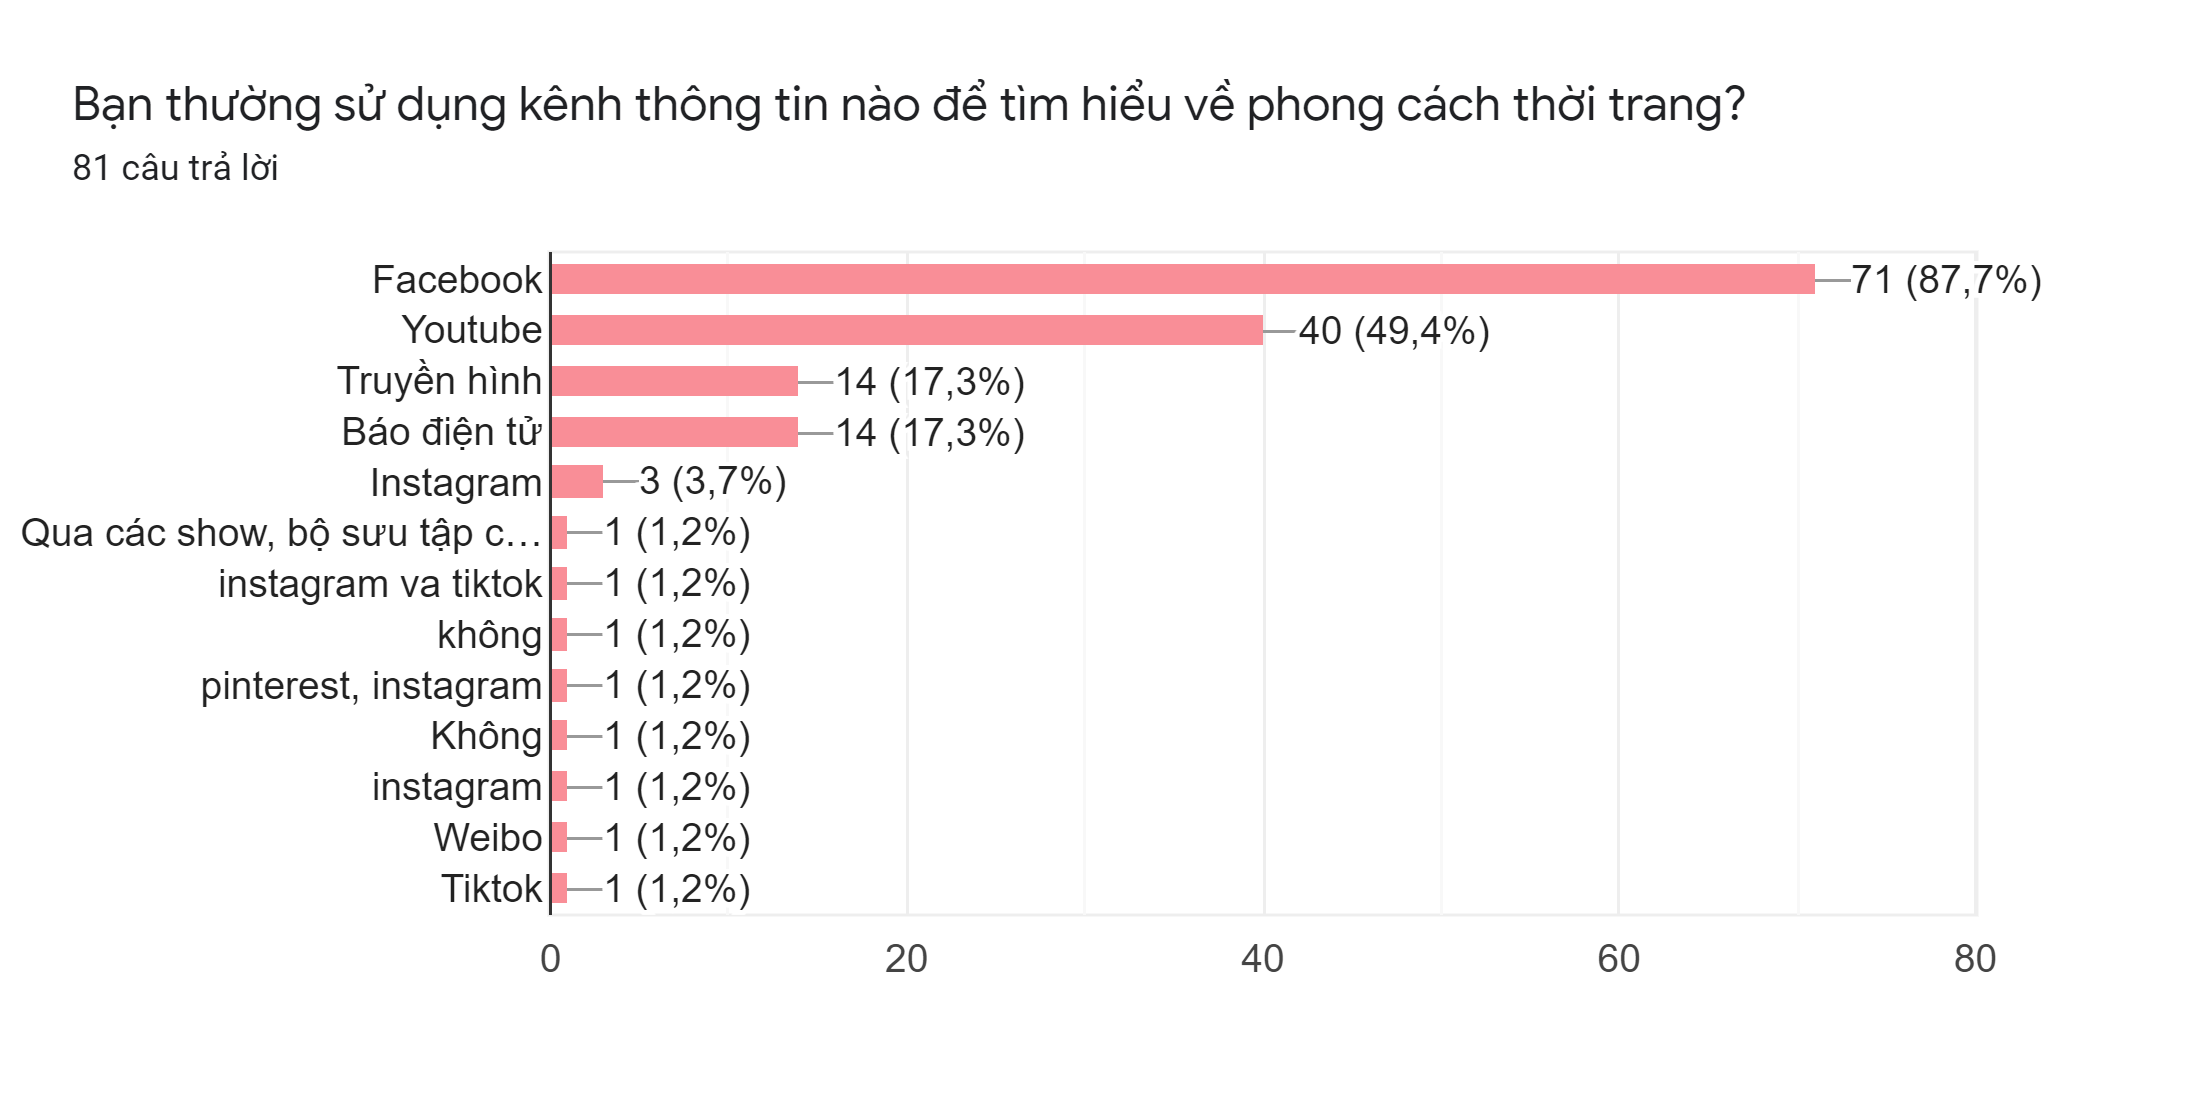 Bạn thường sử dụng kênh thông tin nào để tìm hiểu về phong cách thời trang?
81 câu trả lời
Facebook 71 (87,7%)
Youtube 40 (49,4%)
Truyền hình 14 (17,3%)
Báo điện tử 14 (17,3%)
Instagram 3 (3,7%)
Qua các show, bộ sưu tập c... 1 (1,2%)
instagram va tiktok 1 (1,2%)
không 1 (1,2%)
pinterest, instagram 1 (1,2%)
Không 1 (1,2%)
instagram 1 (1,2%)
Weibo 1 (1,2%)
Tiktok 1 (1,2%)
0 20 40 60 80